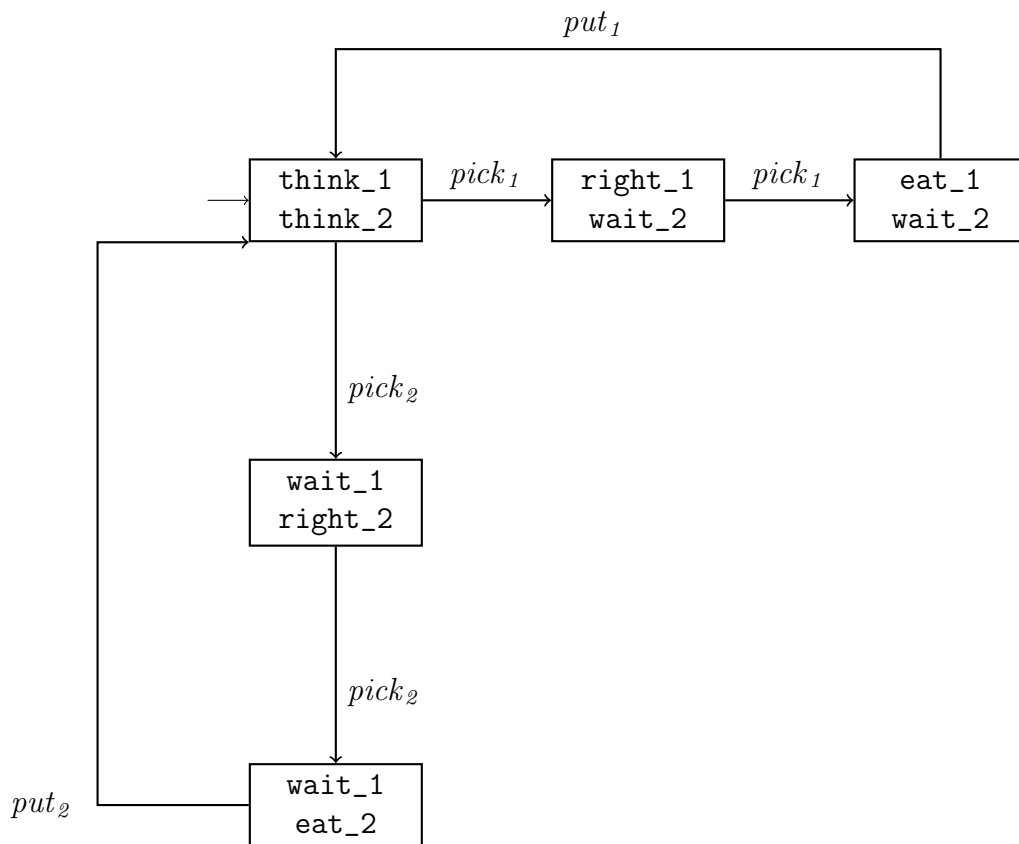 put₁
think_1
think_2
pick₁
right_1
wait_2
pick₁
eat_1
wait_2
pick₂
wait_1
right_2
pick₂
wait_1
eat_2
put₂